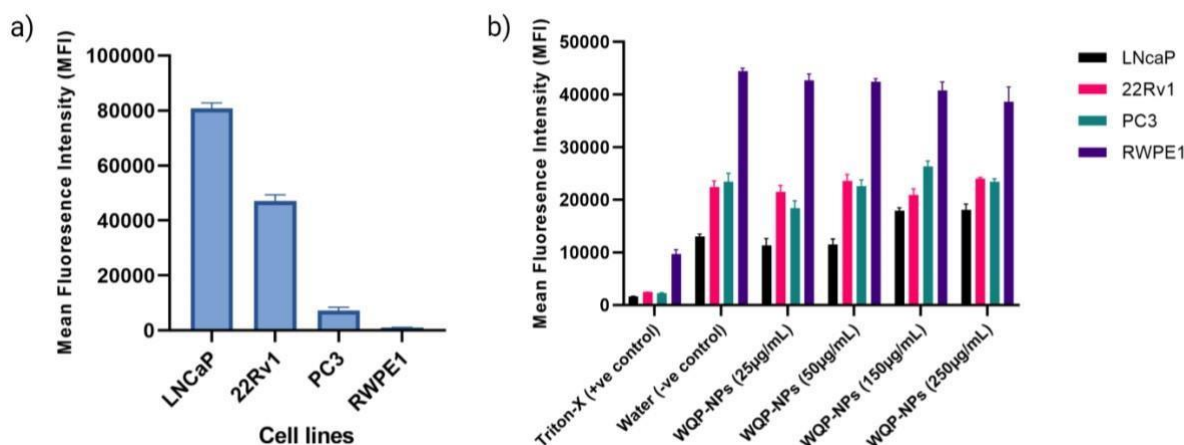 a)
Mean Fluoresence Intensity (MFI)
100000
80000
60000
40000
20000
0
LNCaP
22Rv1
PC3
RWPE1
Cell lines
b)
Mean Fluoresence Intensity (MFI)
50000
40000
30000
20000
10000
0
Triton-X (+ve control)
Water (-ve control)
WQP-NPs (25µg/mL)
WQP-NPs (50µg/mL)
WQP-NPs (150µg/mL)
WQP-NPs (250µg/mL)
LNcaP
22Rv1
PC3
RWPE1